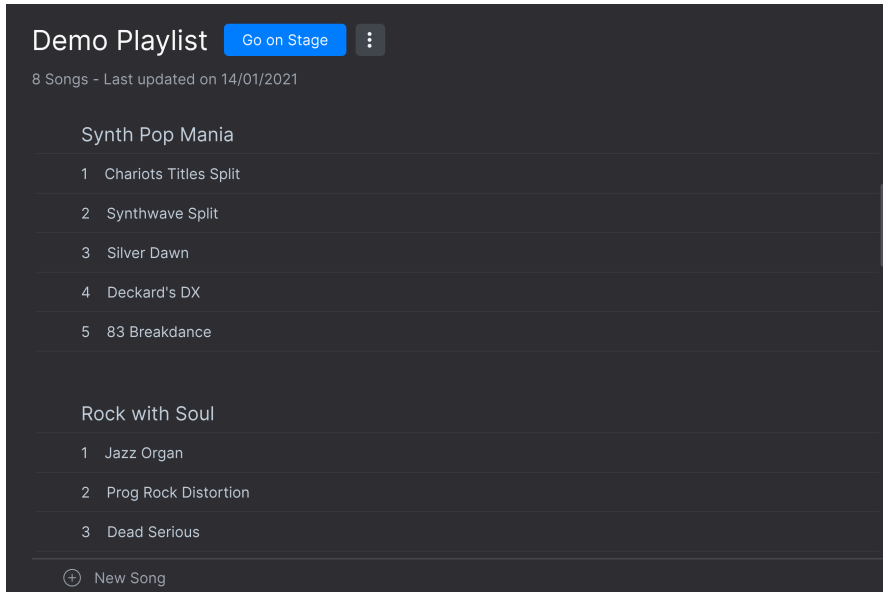 Demo Playlist Go on Stage
8 Songs - Last updated on 14/01/2021
Synth Pop Mania
1 Chariots Titles Split
2 Synthwave Split
3 Silver Dawn
4 Deckard's DX
5 83 Breakdance
Rock with Soul
1 Jazz Organ
2 Prog Rock Distortion
3 Dead Serious
New Song